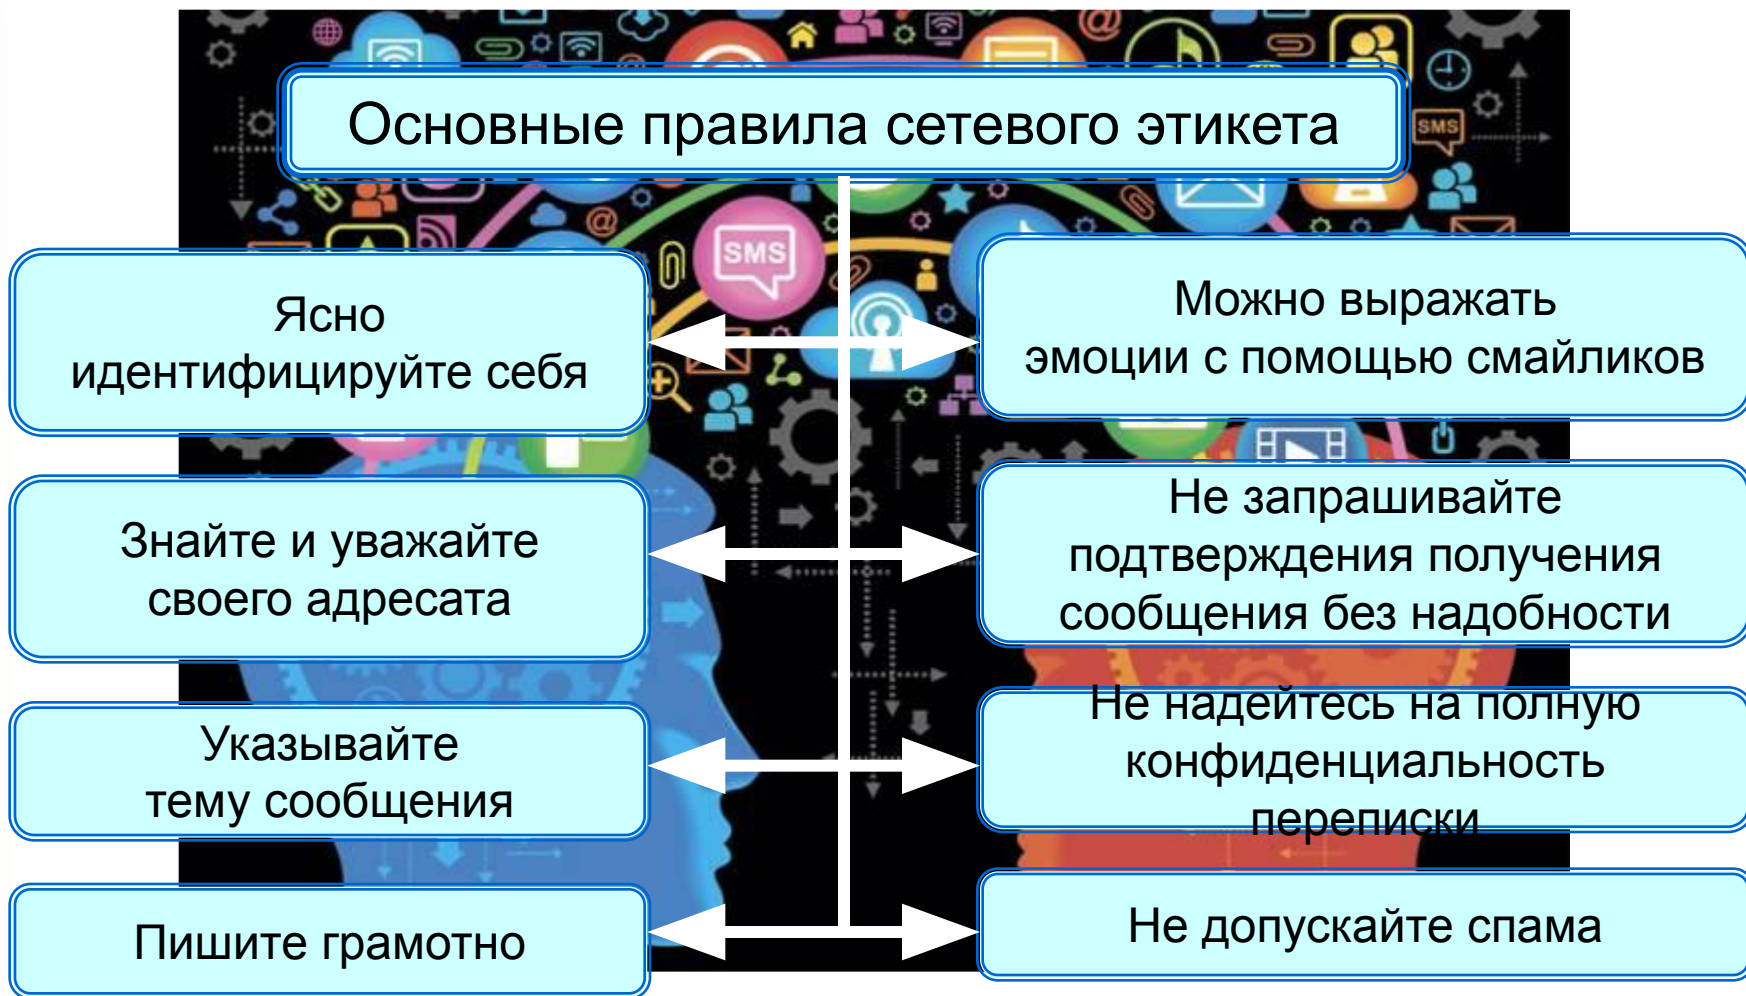 Основные правила сетевого этикета
SMS
SMS
Ясно
идентифицируйте себя
Знайте и уважайте
своего адресата
Указывайте
тему сообщения
Пишите грамотно
Можно выражать
эмоции с помощью смайликов
Не запрашивайте
подтверждения получения
сообщения без надобности
Не надейтесь на полную
конфиденциальность
переписки
Не допускайте спама